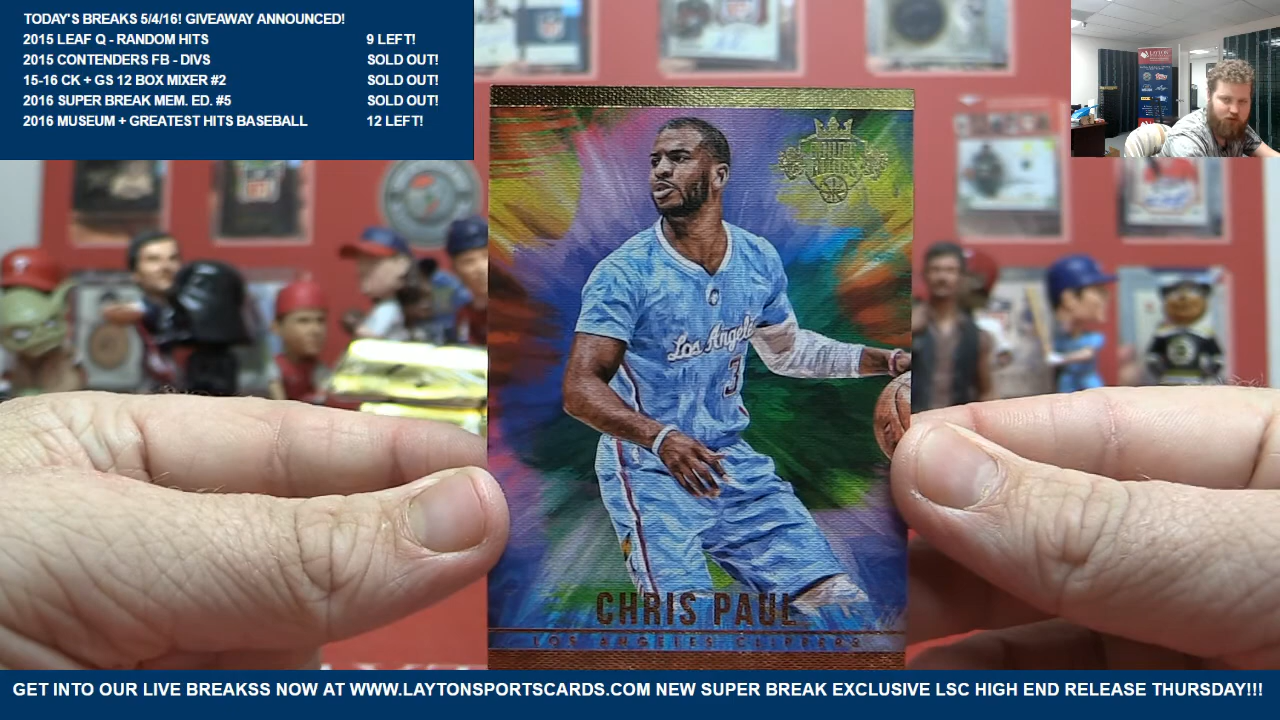 TODAY'S BREAKS 5/4/16! GIVEAWAY ANNOUNCED!
2015 LEAF Q - RANDOM HITS 9 LEFT!
2015 CONTENDERS FB - DIVS SOLD OUT!
15-16 CK + GS 12 BOX MIXER #2 SOLD OUT!
2016 SUPER BREAK MEM. ED. #5 SOLD OUT!
2016 MUSEUM + GREATEST HITS BASEBALL 12 LEFT!
Los Angeles
3
CHRIS PAUL
LOS ANGELES CLIPPERS
GET INTO OUR LIVE BREAKSS NOW AT WWW.LAYTONSPORTSCARDS.COM NEW SUPER BREAK EXCLUSIVE LSC HIGH END RELEASE THURSDAY!!!